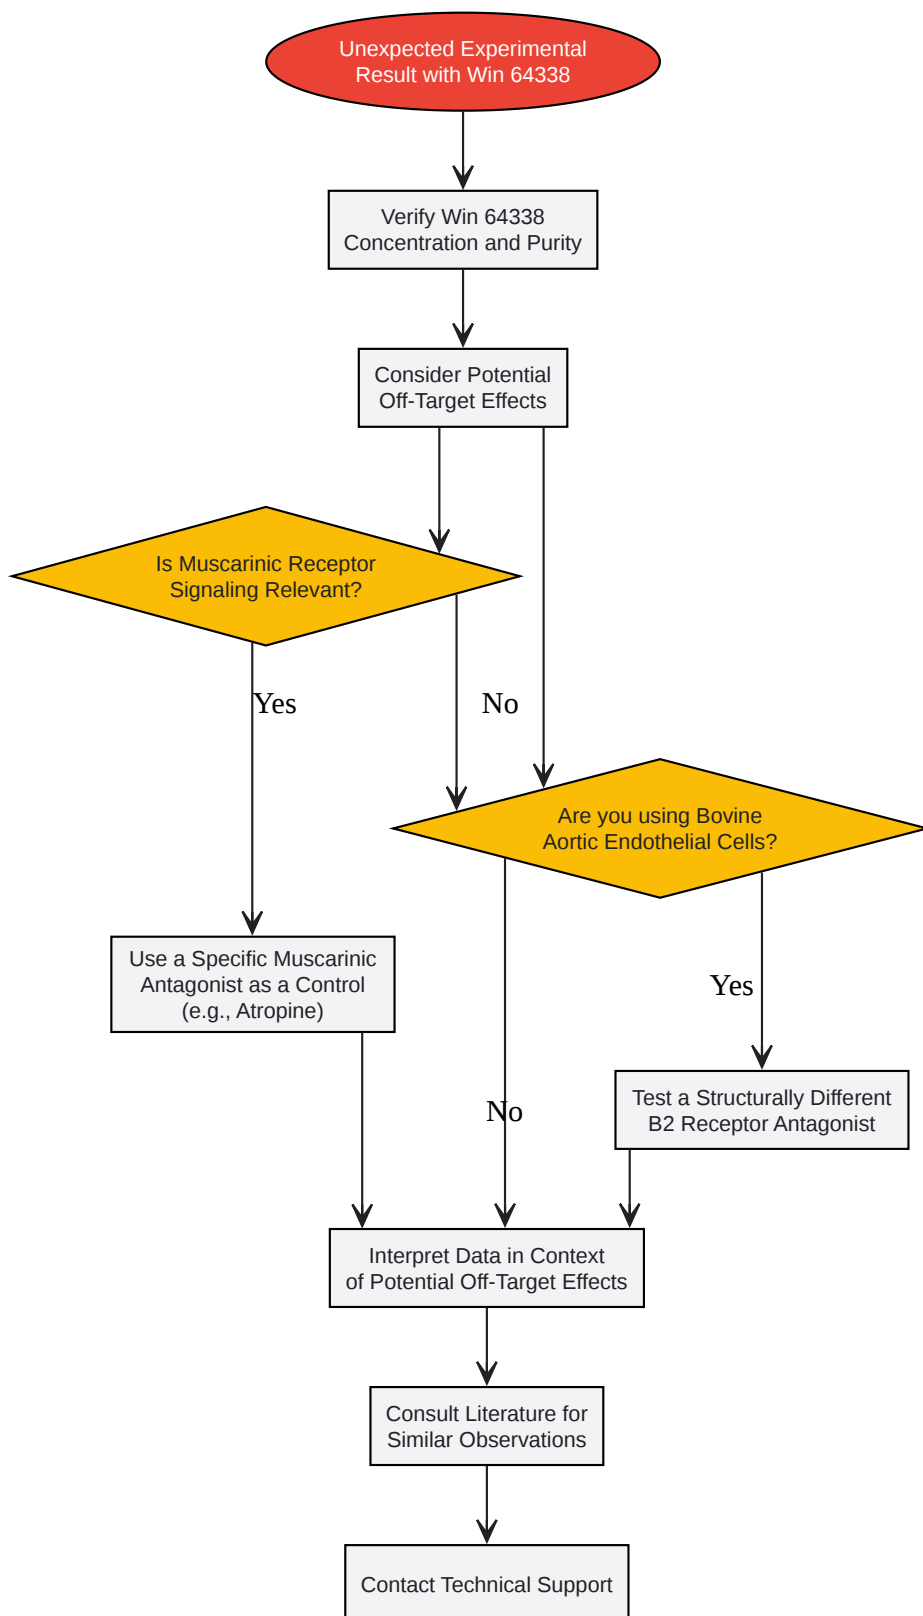 Unexpected Experimental
Result with Win 64338
Verify Win 64338
Concentration and Purity
Consider Potential
Off-Target Effects
Is Muscarinic Receptor
Signaling Relevant?
Yes
No
Are you using Bovine
Aortic Endothelial Cells?
Use a Specific Muscarinic
Antagonist as a Control
(e.g., Atropine)
Yes
No
Test a Structurally Different
B2 Receptor Antagonist
Interpret Data in Context
of Potential Off-Target Effects
Consult Literature for
Similar Observations
Contact Technical Support